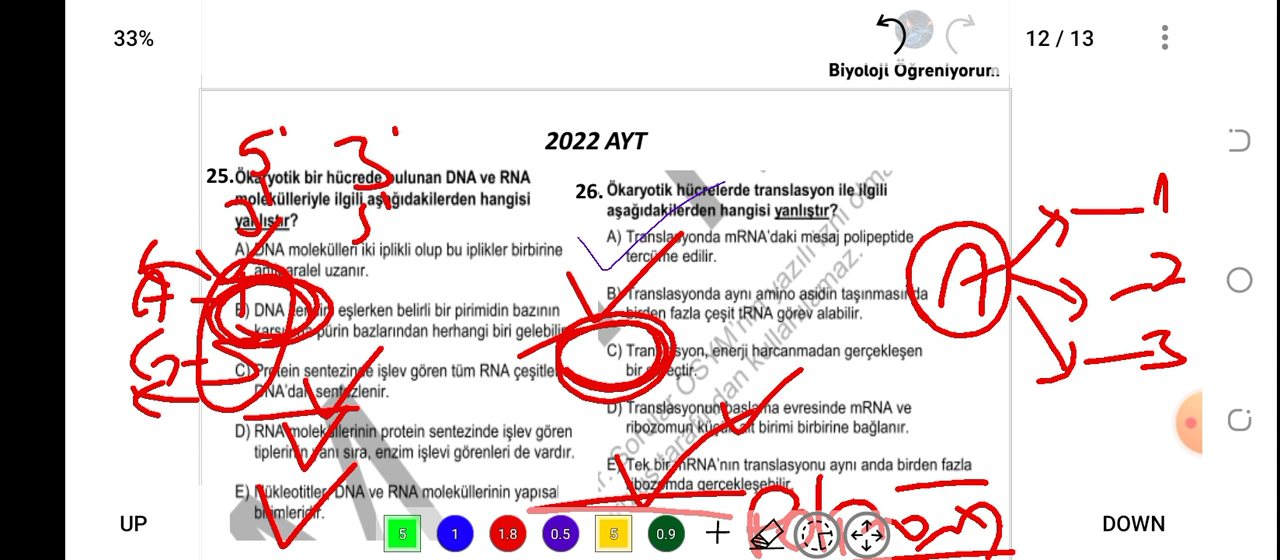 33%
12 / 13
Biyoloji Öğreniyorum
2022 AYT
5' 3'
25. Ökaryotik bir hücrede bulunan DNA ve RNA
molekülleriyle ilgili aşağıdakilerden hangisi
yanlıştır?
3' 5'
A) DNA molekülleri iki iplikli olup bu iplikler birbirine
antiparalel uzanır.
B) DNA kendini eşlerken belirli bir pirimidin bazının
karşısına pürin bazlarından herhangi biri gelebilir
C) Protein sentezinde işlev gören tüm RNA çeşitle
DNA'dan sentezlenir.
D) RNA moleküllerinin protein sentezinde işlev gören
tiplerinin yanı sıra, enzim işlevi görenleri de vardır.
E) Nükleotitler, DNA ve RNA moleküllerinin yapısal
birimleridir.
A
G
26. Ökaryotik hücrelerde translasyon ile ilgili
aşağıdakilerden hangisi yanlıştır?
A) Translasyonda mRNA'daki mesaj polipeptide
tercüme edilir.
B) Translasyonda aynı amino asidin taşınmasında
birden fazla çeşit tRNA görev alabilir.
C) Translasyon, enerji harcanmadan gerçekleşen
bir süreçtir.
D) Translasyonun başlama evresinde mRNA ve
ribozomun küçük alt birimi birbirine bağlanır.
E) Tek bir mRNA'nın translasyonu aynı anda birden fazla
ribozomda gerçekleşebilir.
A
1
2
3
UP
5
1
1.8
0.5
5
0.9
DOWN